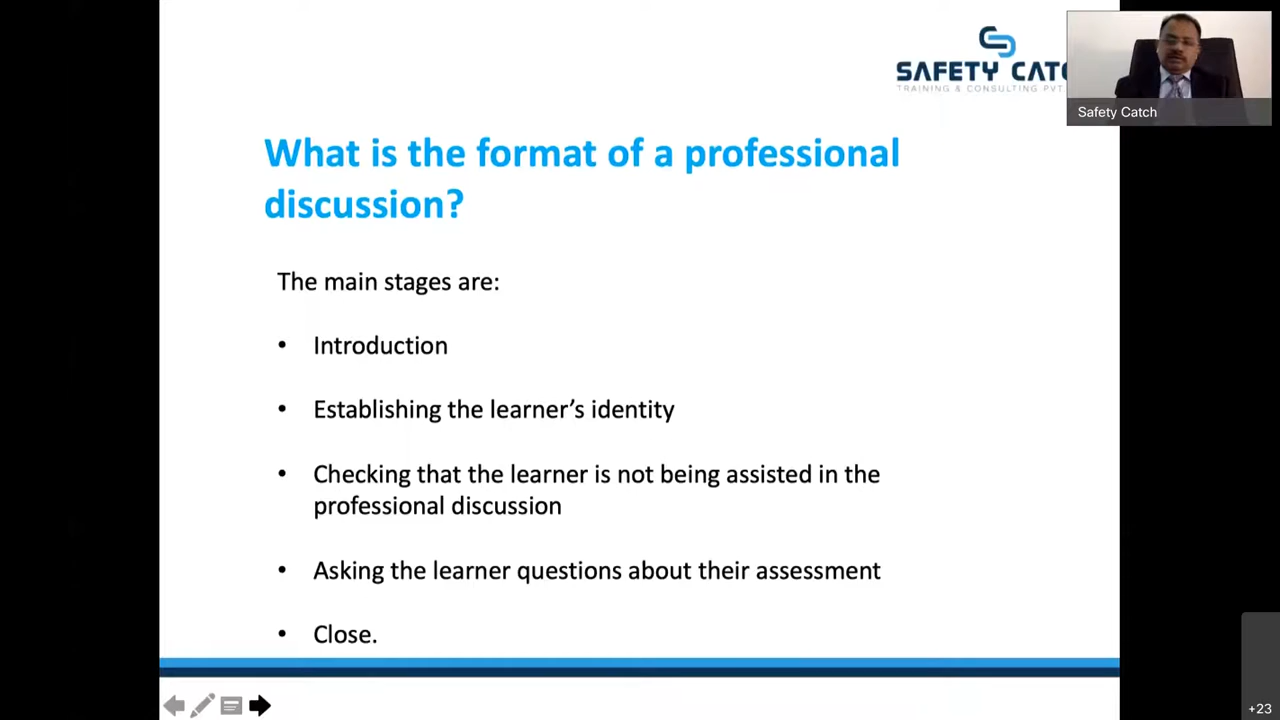 SAFETY CATC
TRAINING & CONSULTING PVT
Safety Catch
What is the format of a professional
discussion?
The main stages are:
• Introduction
• Establishing the learner’s identity
• Checking that the learner is not being assisted in the
professional discussion
• Asking the learner questions about their assessment
• Close.
+23